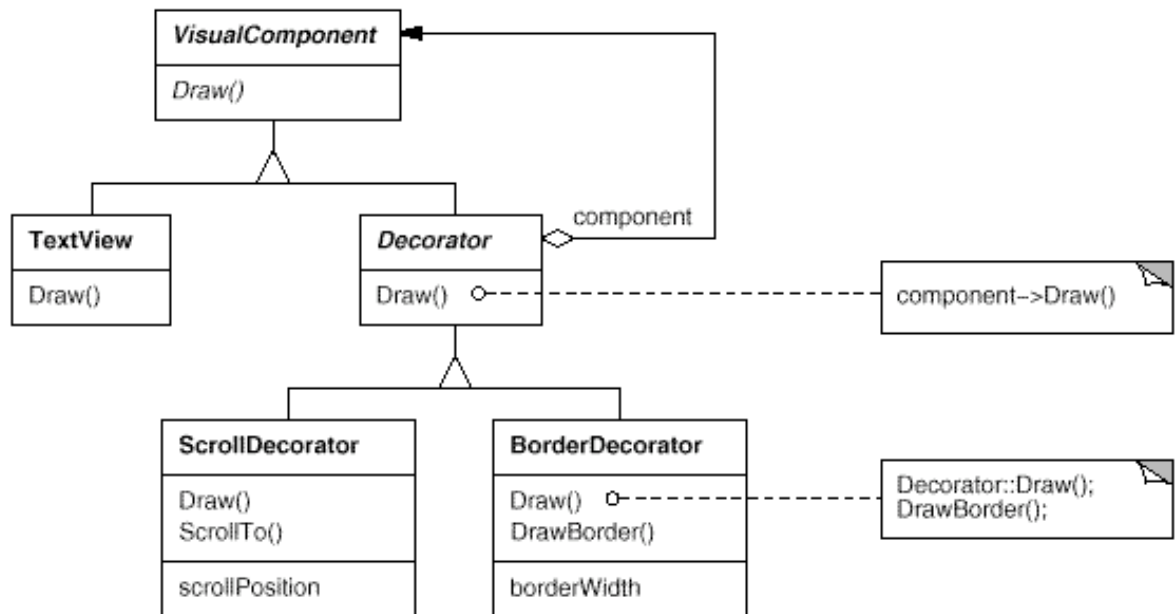 VisualComponent
Draw()
TextView
Draw()
Decorator
Draw()
component
component->Draw()
ScrollDecorator
Draw()
ScrollTo()
scrollPosition
BorderDecorator
Draw()
DrawBorder()
borderWidth
Decorator::Draw();
DrawBorder();